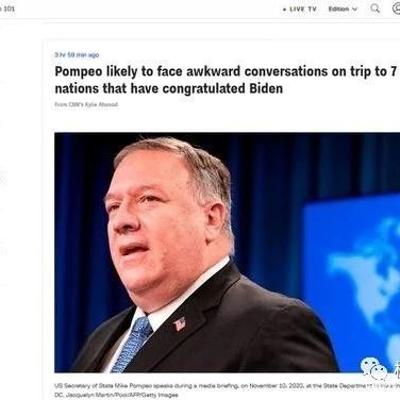 101
LIVE TV
Edition
3 hr 59 min ago
Pompeo likely to face awkward conversations on trip to 7
nations that have congratulated Biden
From CNN's Kylie Atwood
US Secretary of State Mike Pompeo speaks during a media briefing, on November 10, 2020, at the State Department
DC. Jacquelyn Martin/Pool/AFP/Getty Images